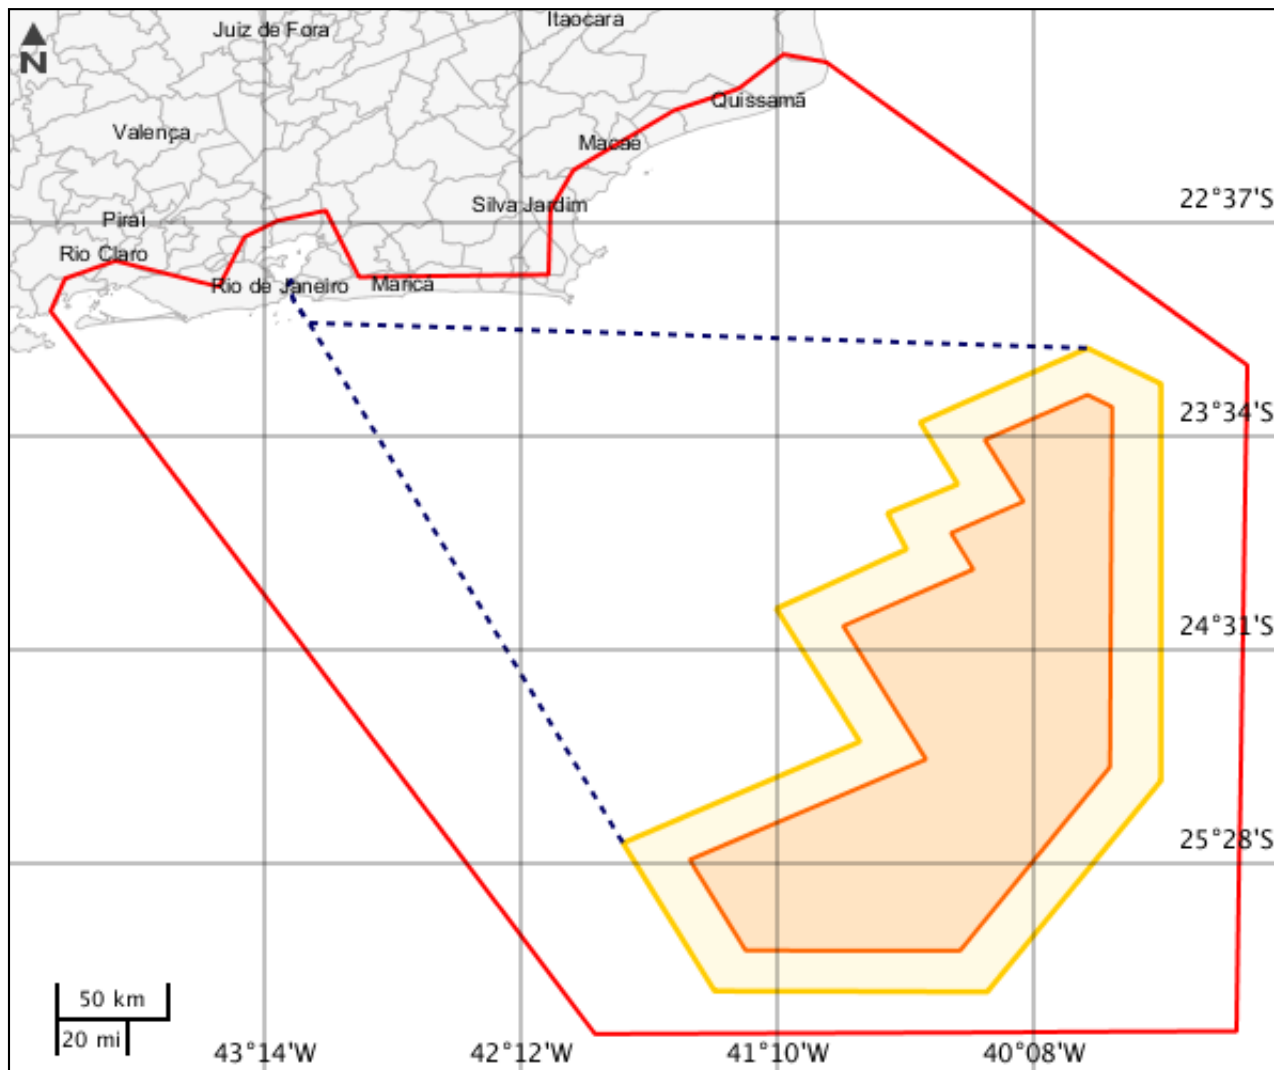 Itaocara
Juiz de Fora
N
Quissamã
Valença
Macaé
Silva Jardim
22°37'S
Piraí
Rio Claro
Rio de Janeiro
Maricá
23°34'S
24°31'S
25°28'S
50 km
20 mi
43°14'W
42°12'W
41°10'W
40°08'W